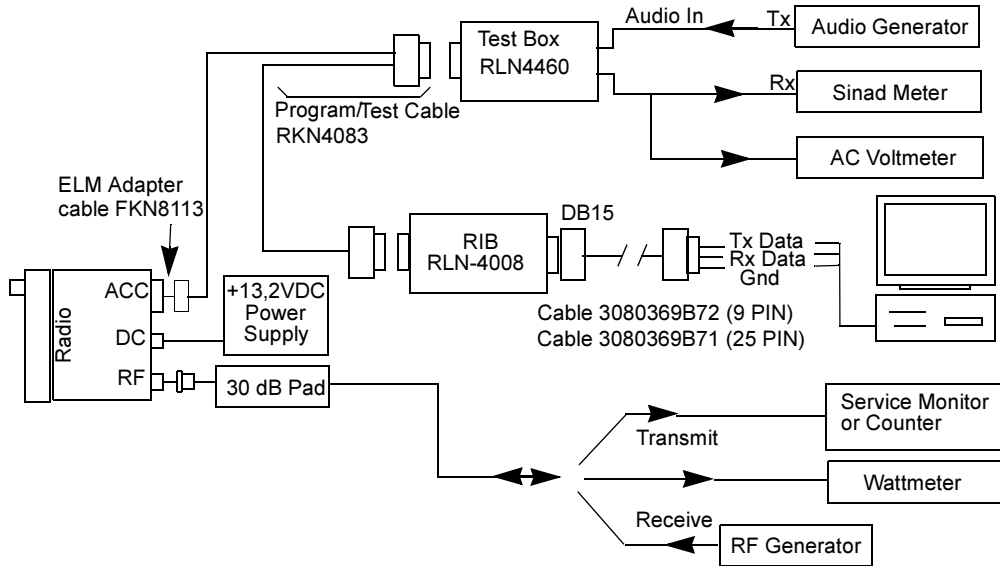 Audio In
Tx
Audio Generator
Test Box
RLN4460
Rx
Sinad Meter
AC Voltmeter
Program/Test Cable
RKN4083
ELM Adapter
cable FKN8113
DB15
RIB
RLN-4008
Tx Data
Rx Data
Gnd
Cable 3080369B72 (9 PIN)
Cable 3080369B71 (25 PIN)
Radio
ACC
DC
RF
+13,2VDC
Power
Supply
30 dB Pad
Transmit
Service Monitor
or Counter
Wattmeter
Receive
RF Generator